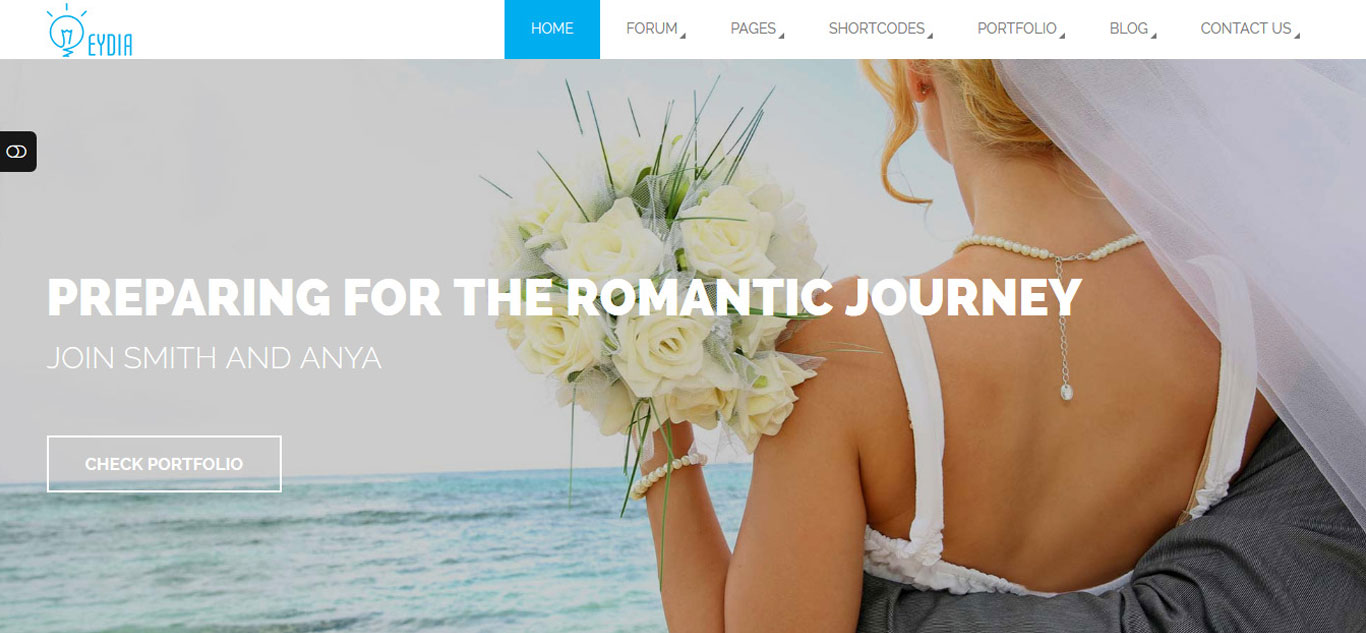 EYDIA
HOME FORUM PAGES SHORTCODES PORTFOLIO BLOG CONTACT US
PREPARING FOR THE ROMANTIC JOURNEY
JOIN SMITH AND ANYA
CHECK PORTFOLIO